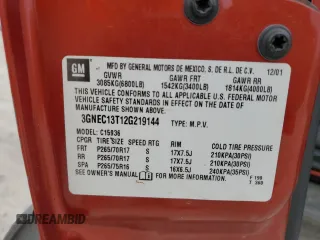 GM
MFD BY GENERAL MOTORS DE MEXICO, S. DE R.L. DE C.V. 12/01
GVWR GAWR FRT GAWR RR
3085KG(6800LB) 1542KG(3400LB) 1814KG(4000LB)
THIS VEHICLE CONFORMS TO ALL APPLICABLE U.S. FEDERAL MOTOR
VEHICLE SAFETY STANDARDS IN EFFECT ON THE DATE OF
MANUFACTURE SHOWN ABOVE.
3GNEC13T12G219144 TYPE: M.P.V.
MODEL: C15936
CPGR TIRE SIZE SPEED RTG RIM COLD TIRE PRESSURE
FRT P265/70R17 S 17X7.5J 210KPA(30PSI)
RR P265/70R17 S 17X7.5J 210KPA(30PSI)
SPA P265/75R16 S 16X6.5J 240KPA(35PSI)
SEE OWNER'S MANUAL FOR ADDITIONAL INFORMATION
© DREAMBID